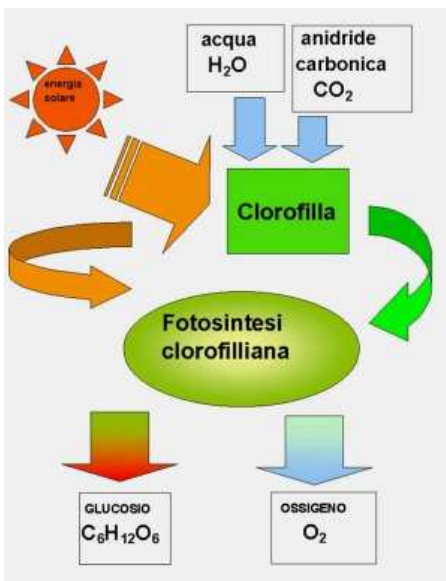 energia
solare
acqua
H₂O
anidride
carbonica
CO₂
Clorofilla
Fotosintesi
clorofilliana
GLUCOSIO
C₆H₁₂O₆
OSSIGENO
O₂